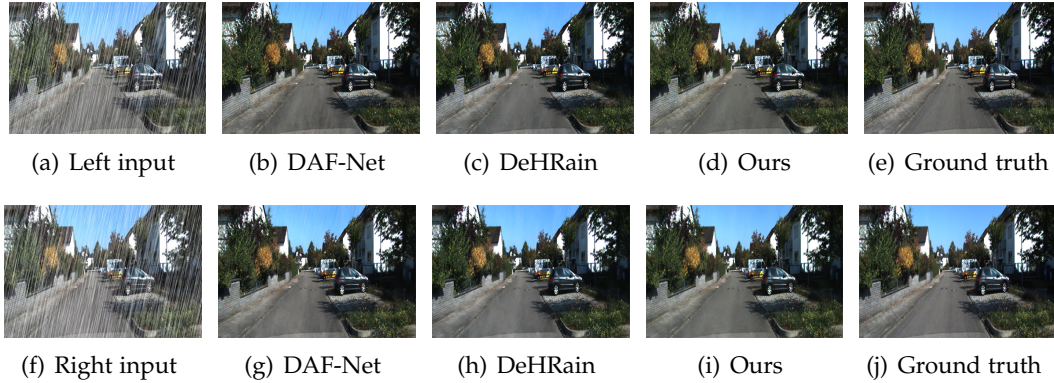 (a) Left input (b) DAF-Net (c) DeHRain (d) Ours (e) Ground truth
(f) Right input (g) DAF-Net (h) DeHRain (i) Ours (j) Ground truth